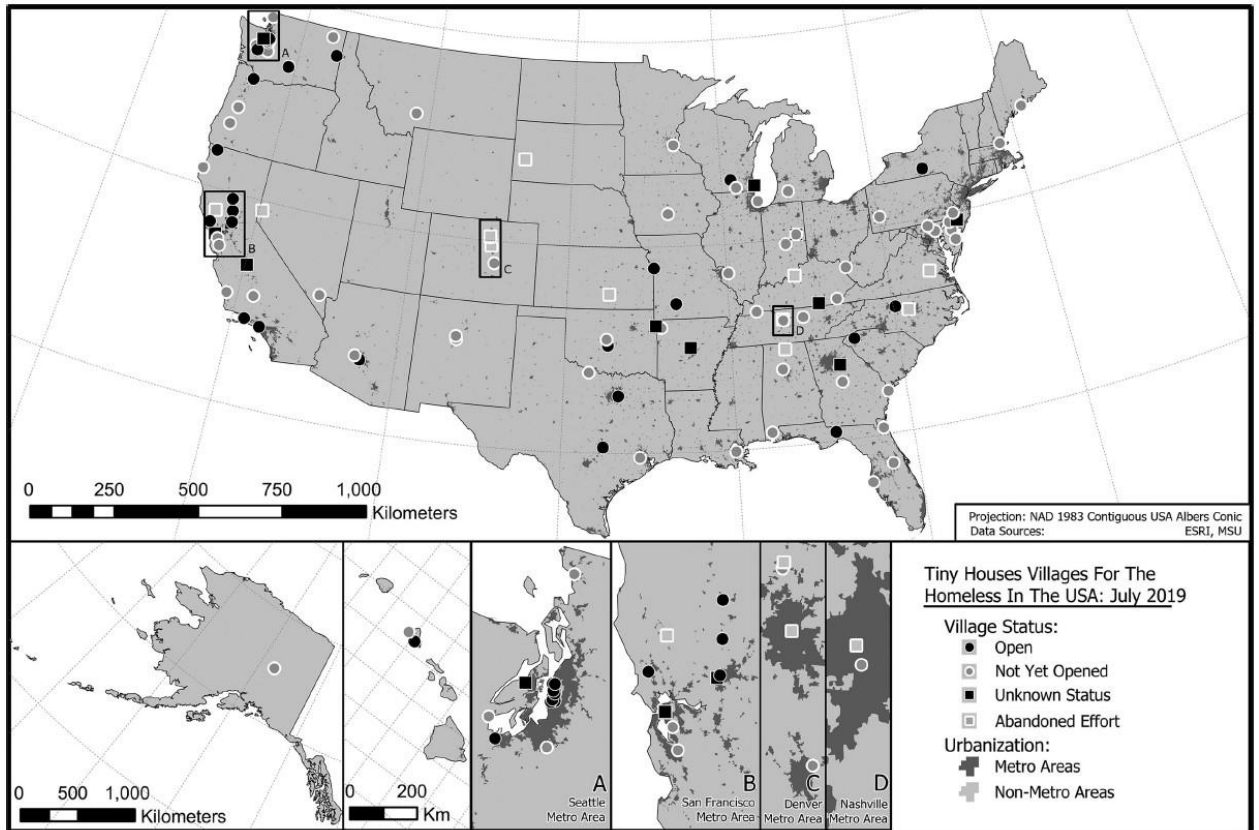 A
B
C
D
0 250 500 750 1,000
Kilometers
Projection: NAD 1983 Contiguous USA Albers Conic
Data Sources: ESRI, MSU
0 500 1,000
Kilometers
0 200
Km
A
Seattle
Metro Area
B
San Francisco
Metro Area
C
Denver
Metro Area
D
Nashville
Metro Area
Tiny Houses Villages For The
Homeless In The USA: July 2019
Village Status:
Open
Not Yet Opened
Unknown Status
Abandoned Effort
Urbanization:
Metro Areas
Non-Metro Areas